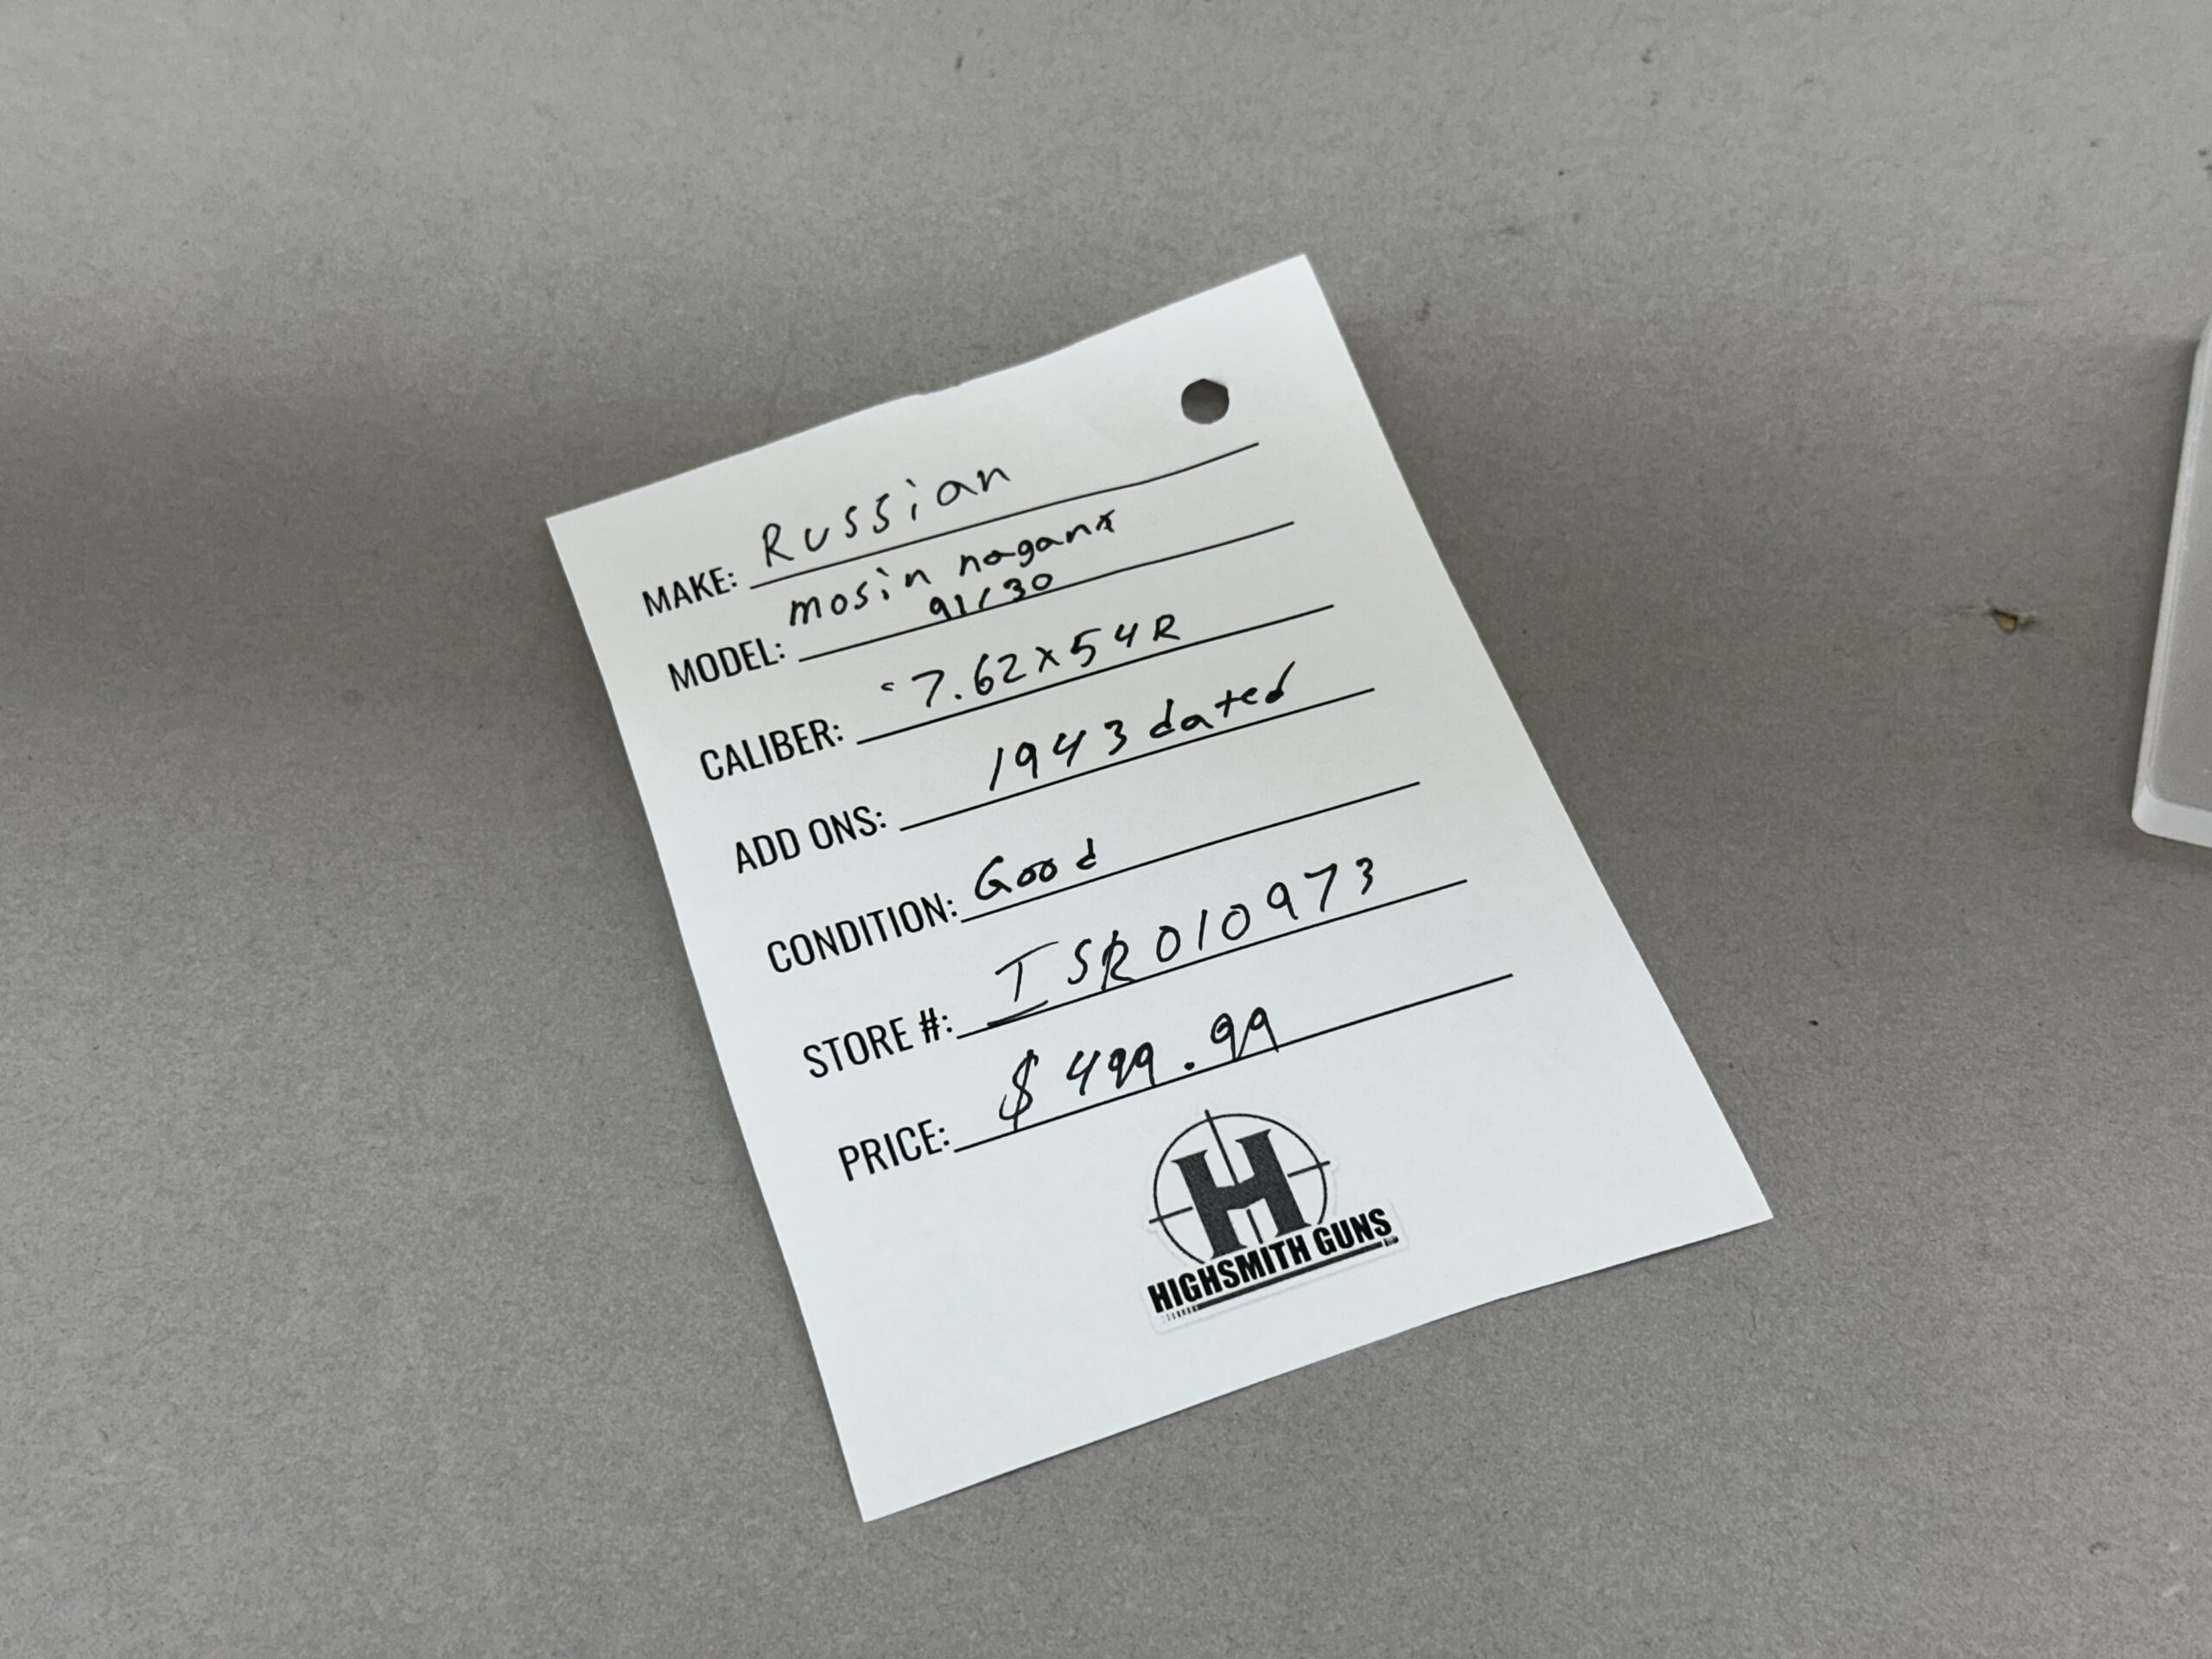 MAKE: Russian
MODEL: mosin nagant
91/30
CALIBER: 7.62x54R
ADD ONS: 1943 dated
CONDITION: Good
STORE #: ISR010973
PRICE: $499.99
H
HIGHSMITH GUNS